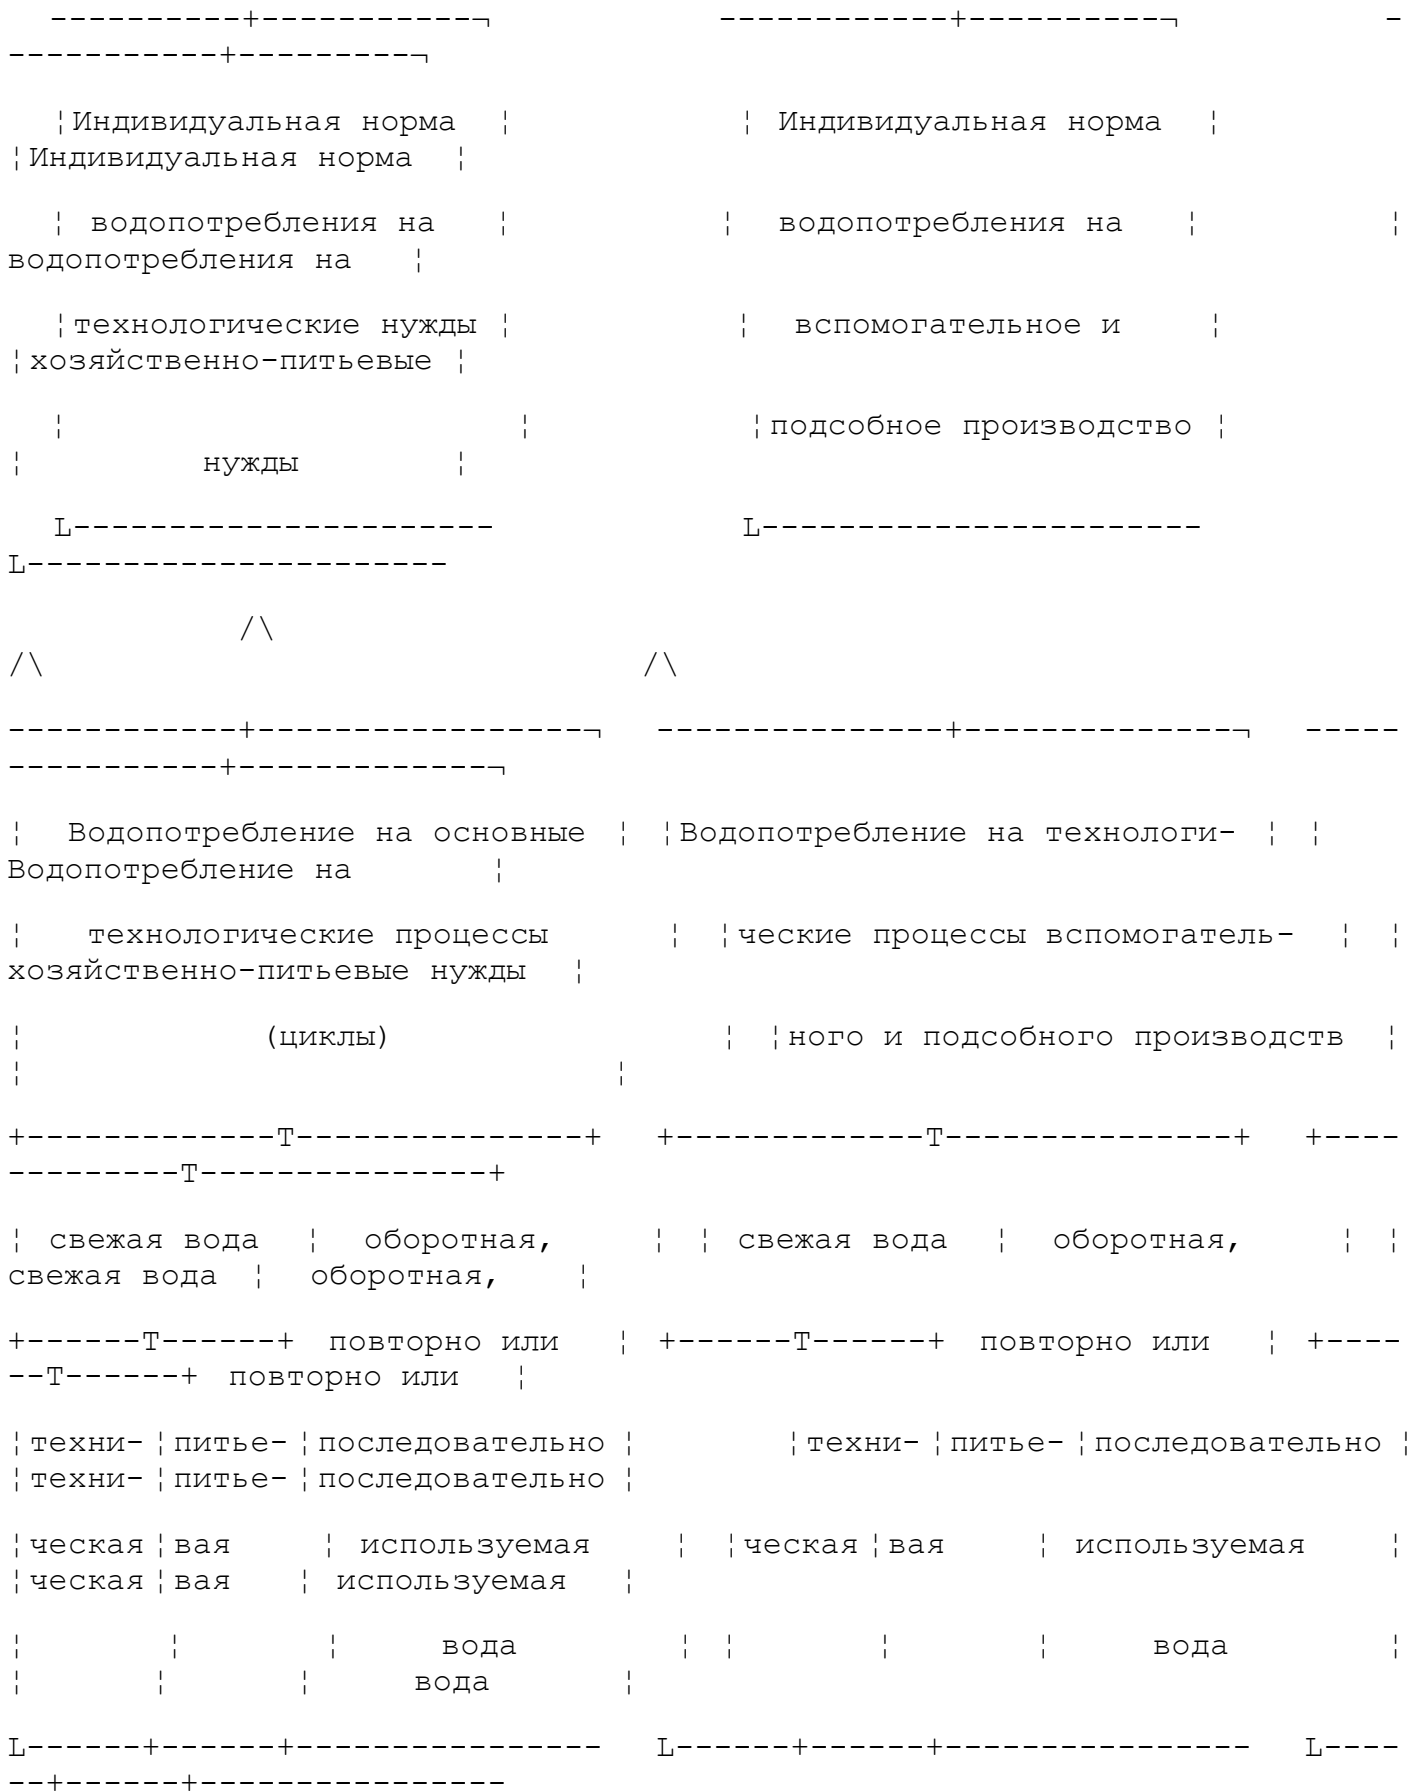 ----------+-----------¬ ------------+----------¬ -
-----------+---------¬
¦Индивидуальная норма ¦ ¦ Индивидуальная норма ¦
¦Индивидуальная норма ¦
¦ водопотребления на ¦ ¦ водопотребления на ¦ ¦
водопотребления на ¦
¦технологические нужды ¦ ¦ вспомогательное и ¦
¦хозяйственно-питьевые ¦
¦ ¦ ¦подсобное производство ¦
¦ нужды ¦
L---------------------- L-----------------------
L----------------------
/\
/\ /\
------------+-----------------¬ ---------------+--------------¬ -----
-----------+-------------¬
¦ Водопотребление на основные ¦ ¦Водопотребление на технологи- ¦ ¦
Водопотребление на ¦
¦ технологические процессы ¦ ¦ческие процессы вспомогатель- ¦ ¦
хозяйственно-питьевые нужды ¦
¦ (циклы) ¦ ¦ного и подсобного производств ¦
¦ ¦
+-------------T---------------+ +-------------T---------------+ +----
---------T---------------+
¦ свежая вода ¦ оборотная, ¦ ¦ свежая вода ¦ оборотная, ¦ ¦
свежая вода ¦ оборотная, ¦
+------T------+ повторно или ¦ +------T------+ повторно или ¦ +----
--T------+ повторно или ¦
¦техни-¦питье-¦последовательно¦ ¦техни-¦питье-¦последовательно¦
¦техни-¦питье-¦последовательно¦
¦ческая¦вая ¦ используемая ¦ ¦ческая¦вая ¦ используемая ¦
¦ческая¦вая ¦ используемая ¦
¦ ¦ ¦ вода ¦ ¦ ¦ ¦ вода ¦
¦ ¦ ¦ вода ¦
L------+------+---------------- L------+------+---------------- L----
--+------+----------------